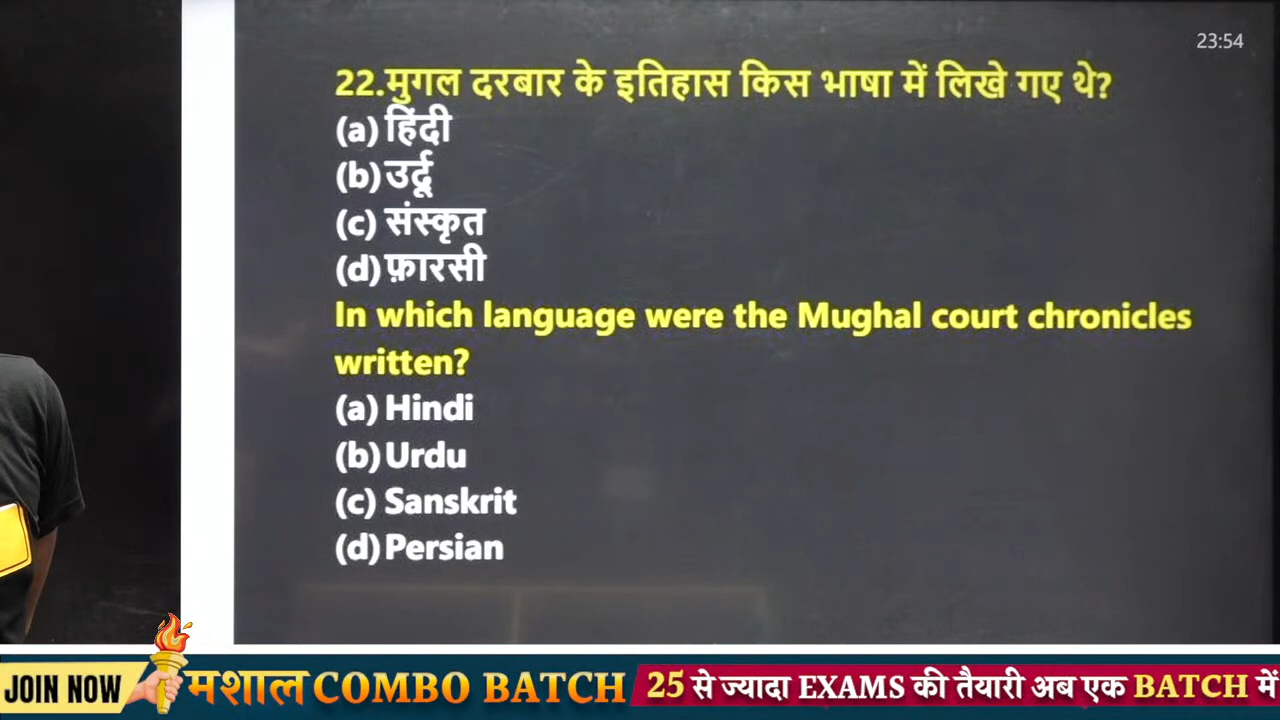 23:54
22.मुगल दरबार के इतिहास किस भाषा में लिखे गए थे?
(a) हिंदी
(b) उर्दू
(c) संस्कृत
(d) फ़ारसी
In which language were the Mughal court chronicles
written?
(a) Hindi
(b) Urdu
(c) Sanskrit
(d) Persian
JOIN NOW मशाल COMBO BATCH 25 से ज्यादा EXAMS की तैयारी अब एक BATCH में